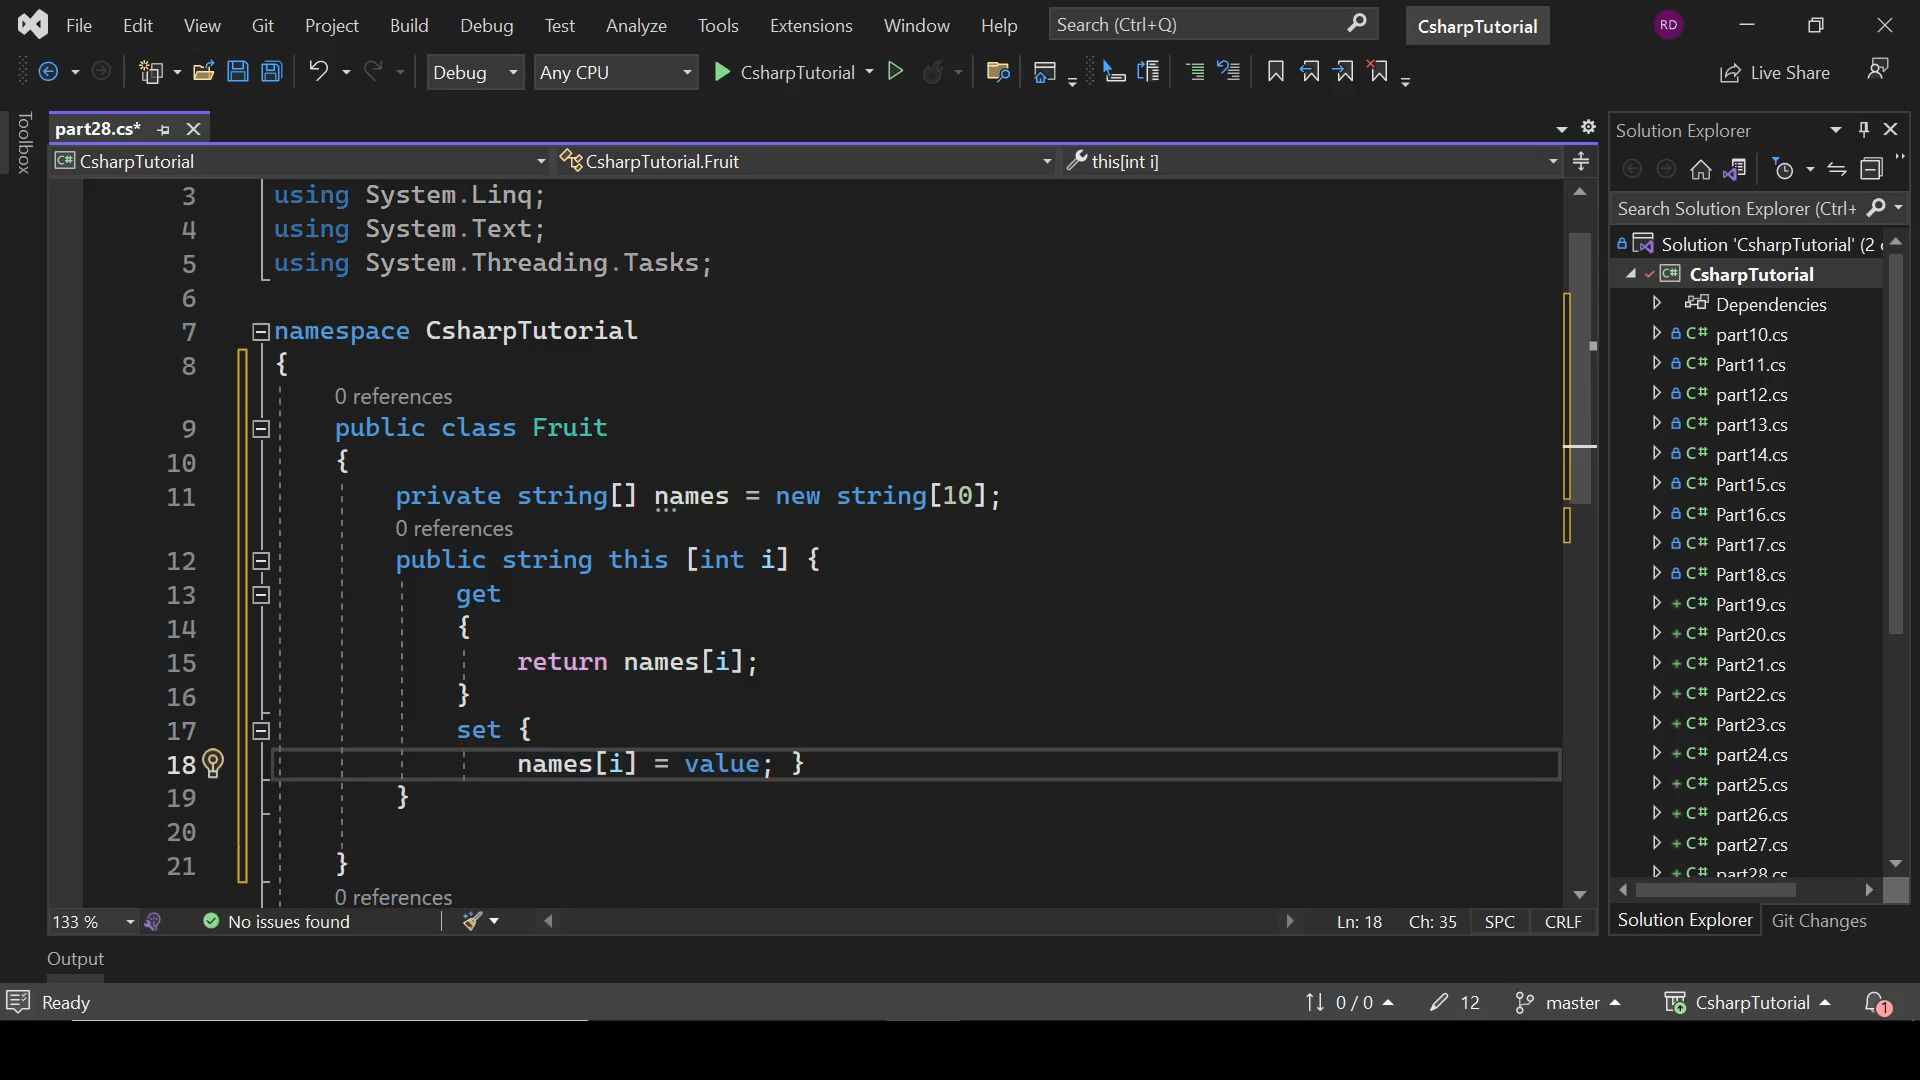 File Edit View Git Project Build Debug Test Analyze Tools Extensions Window Help Search (Ctrl+Q) CsharpTutorial RD
Debug Any CPU CsharpTutorial Live Share
Toolbox
part28.cs*
CsharpTutorial CsharpTutorial.Fruit this[int i]
3 using System.Linq;
4 using System.Text;
5 using System.Threading.Tasks;
6
7 namespace CsharpTutorial
8 {
0 references
9 public class Fruit
10 {
11 private string[] names = new string[10];
0 references
12 public string this [int i] {
13 get
14 {
15 return names[i];
16 }
17 set {
18 names[i] = value; }
19 }
20
21 }
0 references
133 % No issues found Ln: 18 Ch: 35 SPC CRLF
Solution Explorer
Search Solution Explorer (Ctrl+
Solution 'CsharpTutorial' (2
C# CsharpTutorial
Dependencies
C# part10.cs
C# Part11.cs
C# part12.cs
C# part13.cs
C# part14.cs
C# Part15.cs
C# Part16.cs
C# Part17.cs
C# Part18.cs
C# Part19.cs
C# Part20.cs
C# Part21.cs
C# Part22.cs
C# Part23.cs
C# part24.cs
C# part25.cs
C# part26.cs
C# part27.cs
C# part28.cs
Solution Explorer Git Changes
Output
Ready 0 / 0 12 master CsharpTutorial 1